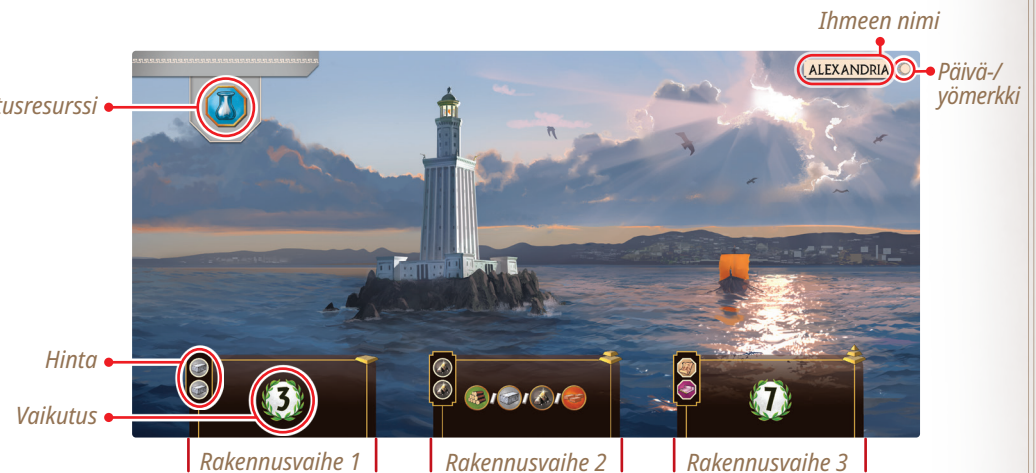 Ihmeen nimi
ALEXANDRIA
Päivä-/
yömerkki
Hinta
3
7
Vaikutus
Rakennusvaihe 1
Rakennusvaihe 2
Rakennusvaihe 3